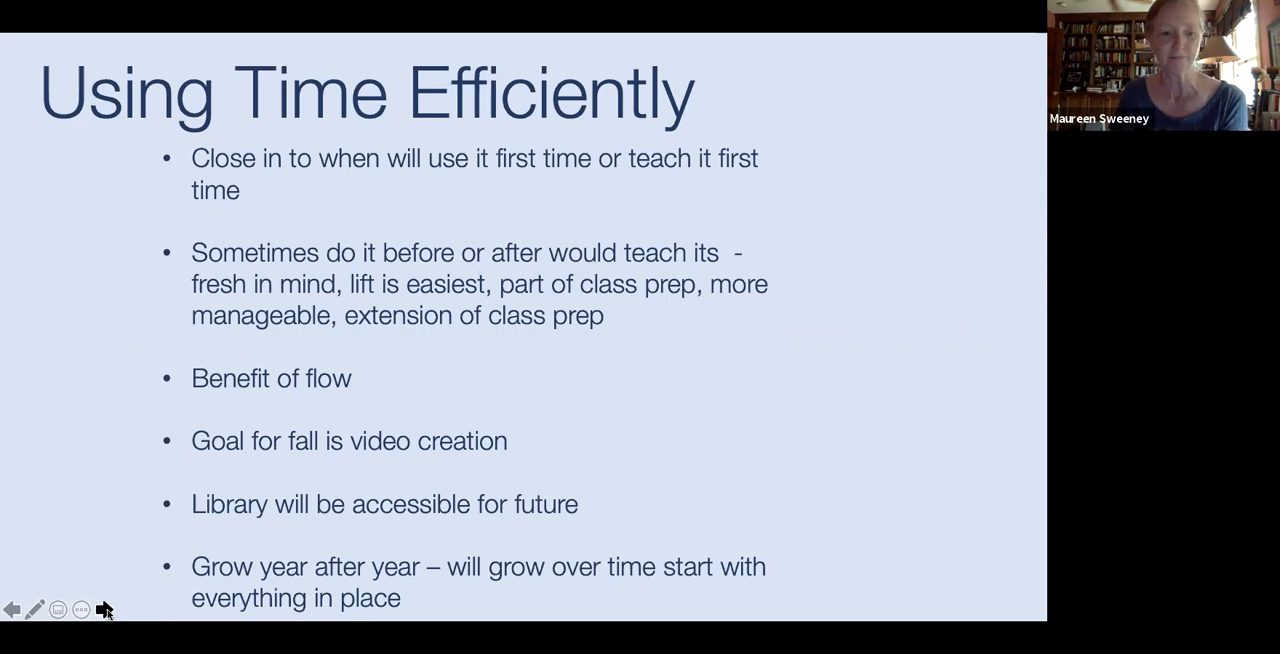 Using Time Efficiently
• Close in to when will use it first time or teach it first
time
• Sometimes do it before or after would teach its  -
fresh in mind, lift is easiest, part of class prep, more
manageable, extension of class prep
• Benefit of flow
• Goal for fall is video creation
• Library will be accessible for future
• Grow year after year – will grow over time start with
everything in place
Maureen Sweeney